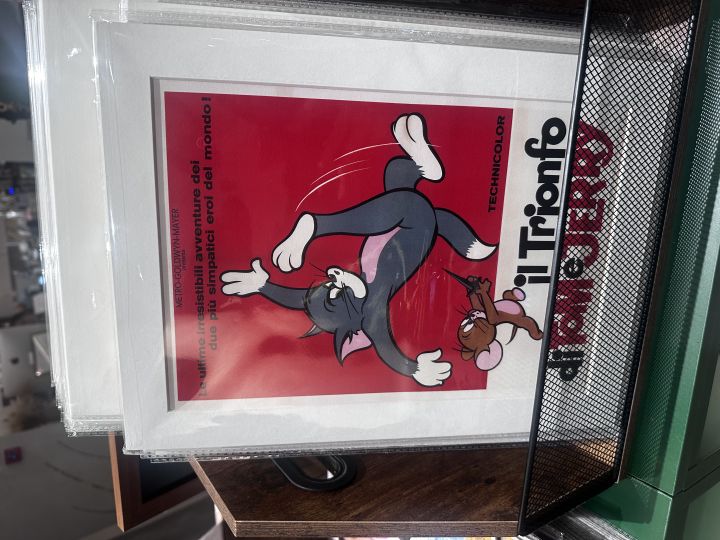 METRO-GOLDWYN-MAYER
presenta
Le ultime irresistibili avventure dei
due più simpatici eroi del mondo!
TECHNICOLOR
il Trionfo
di Tom e JERRY